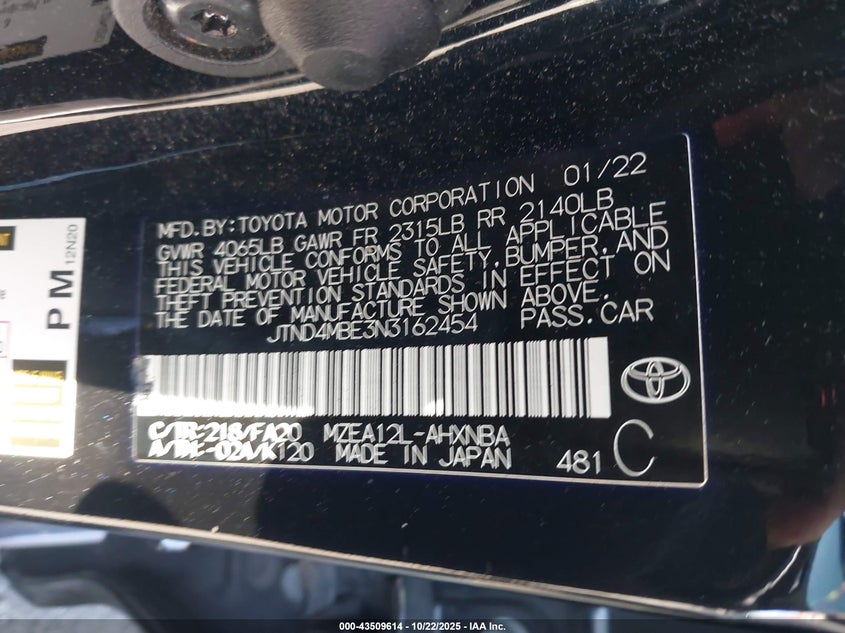 MFD.BY:TOYOTA MOTOR CORPORATION 01/22
GVWR 4065LB GAWR FR 2315LB RR 2140LB
THIS VEHICLE CONFORMS TO ALL APPLICABLE
FEDERAL MOTOR VEHICLE SAFETY,BUMPER,AND
THEFT PREVENTION STANDARDS IN EFFECT ON
THE DATE OF MANUFACTURE SHOWN ABOVE.
JTND4MBE3N3162454 PASS.CAR
C/TR:218/FA20 MZEA12L-AHXNBA
A/TM:-02A/K120 MADE IN JAPAN 481 C
PM
12N20
000-43509614 - 10/22/2025 - IAA Inc.